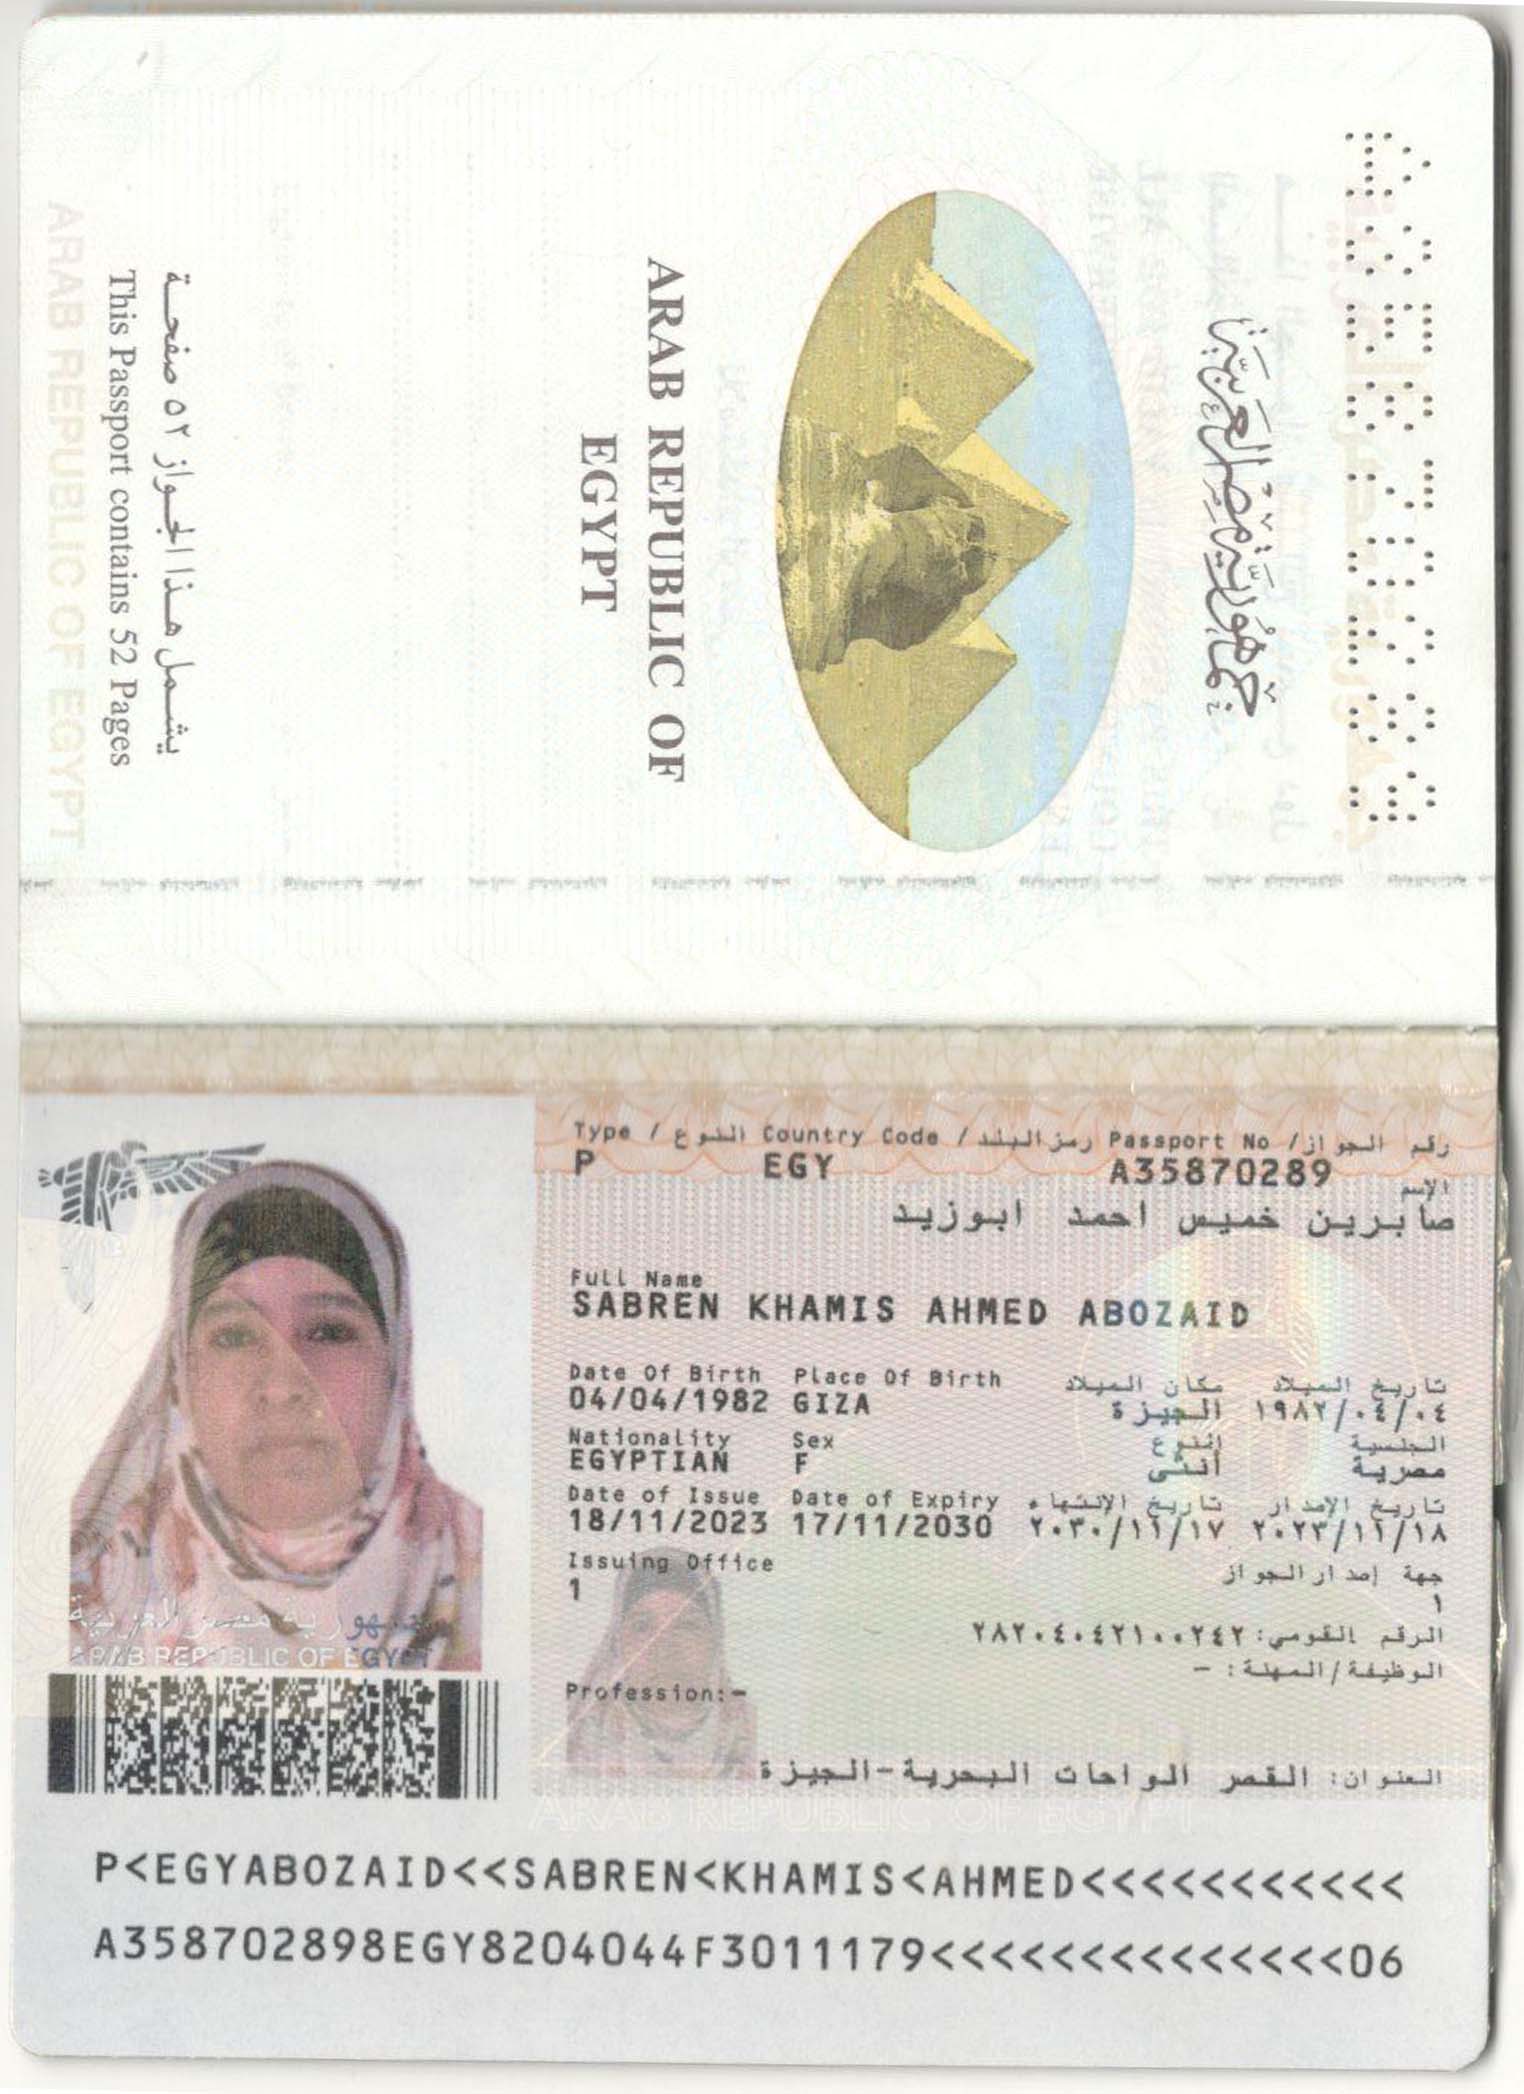 جمهورية مصر العربية
ARAB REPUBLIC OF
EGYPT
يشمل هذا الجواز ٥٢ صفحة
This Passport contains 52 Pages
ARAB REPUBLIC OF EGYPT
Type / النوع Country Code / رمز البلد Passport No / رقم الجواز
P EGY A35870289
الإسم
صابرين خميس احمد ابوزيد
Full Name
SABREN KHAMIS AHMED ABOZAID
Date Of Birth Place Of Birth مكان الميلاد تاريخ الميلاد
04/04/1982 GIZA الجيزة ١٩٨٢/٠٤/٠٤
Nationality Sex النوع الجنسية
EGYPTIAN F أنثى مصرية
Date of Issue Date of Expiry تاريخ الإنتهاء تاريخ الإصدار
18/11/2023 17/11/2030 ٢٠٣٠/١١/١٧ ٢٠٢٣/١١/١٨
Issuing Office جهة إصدار الجواز
1 ١
الرقم القومي: ٢٨٢٠٤٠٤٢١٠٠٢٤٢
الوظيفة/المهنة: -
Profession:-
العنوان: القصر الواحات البحرية-الجيزة
جمهورية مصر العربية
ARAB REPUBLIC OF EGYPT
ARAB REPUBLIC OF EGYPT
P<EGYABOZAID<<SABREN<KHAMIS<AHMED<<<<<<<<<<<
A358702898EGY8204044F3011179<<<<<<<<<<<<<<06